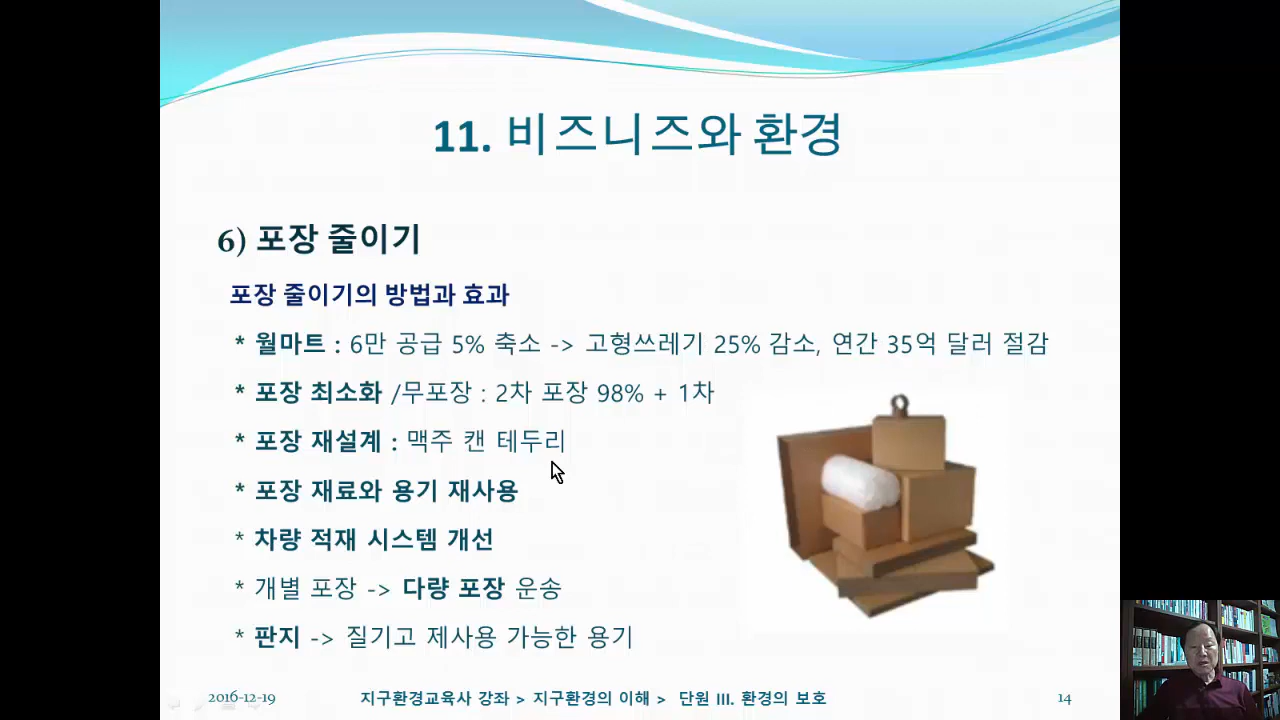 11. 비즈니즈와 환경
6) 포장 줄이기
포장 줄이기의 방법과 효과
* 월마트 : 6만 공급 5% 축소 -> 고형쓰레기 25% 감소, 연간 35억 달러 절감
* 포장 최소화 /무포장 : 2차 포장 98% + 1차
* 포장 재설계 : 맥주 캔 테두리
* 포장 재료와 용기 재사용
* 차량 적재 시스템 개선
* 개별 포장 -> 다량 포장 운송
* 판지 -> 질기고 제사용 가능한 용기
2016-12-19 지구환경교육사 강좌 > 지구환경의 이해 > 단원 III. 환경의 보호 14